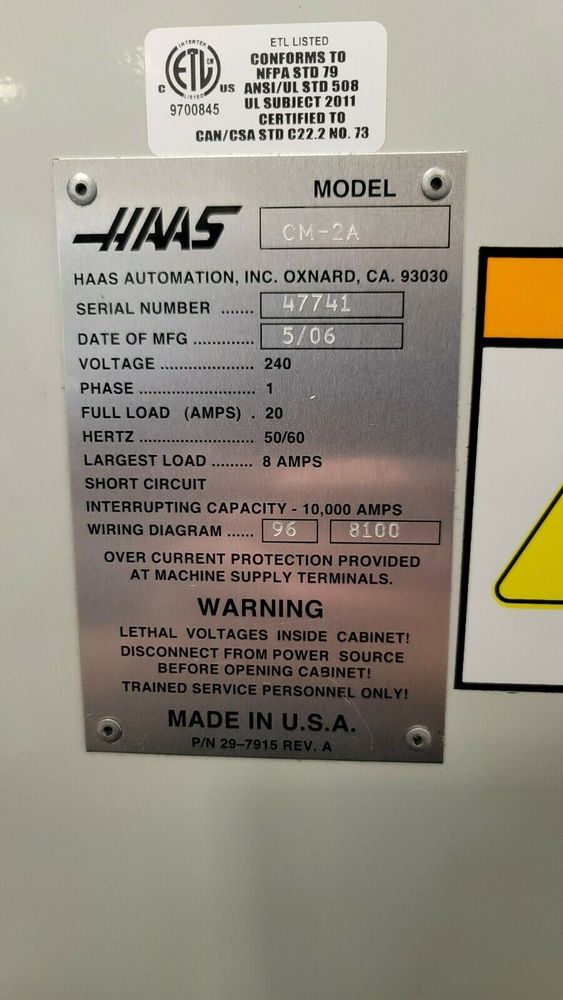 INTERTEK
ETL
CM
LISTED
C US
9700845
ETL LISTED
CONFORMS TO
NFPA STD 79
ANSI/UL STD 508
UL SUBJECT 2011
CERTIFIED TO
CAN/CSA STD C22.2 NO. 73
HAAS
MODEL
CM-2A
HAAS AUTOMATION, INC. OXNARD, CA. 93030
SERIAL NUMBER ....... 47741
DATE OF MFG ............. 5/06
VOLTAGE .................... 240
PHASE ......................... 1
FULL LOAD (AMPS) . 20
HERTZ ......................... 50/60
LARGEST LOAD ......... 8 AMPS
SHORT CIRCUIT
INTERRUPTING CAPACITY - 10,000 AMPS
WIRING DIAGRAM ...... 96 8100
OVER CURRENT PROTECTION PROVIDED
AT MACHINE SUPPLY TERMINALS.
WARNING
LETHAL VOLTAGES INSIDE CABINET!
DISCONNECT FROM POWER SOURCE
BEFORE OPENING CABINET!
TRAINED SERVICE PERSONNEL ONLY!
MADE IN U.S.A.
P/N 29-7915 REV. A